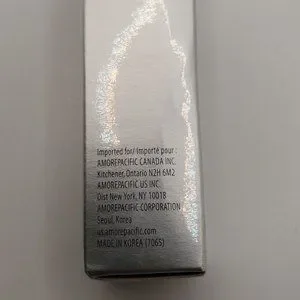 Imported for/ Importé pour :
AMOREPACIFIC CANADA INC.
Kitchener, Ontario N2H 6M2
AMOREPACIFIC US INC.
Dist New York, NY 10018
AMOREPACIFIC CORPORATION
Seoul, Korea
us.amorepacific.com
MADE IN KOREA (7065)